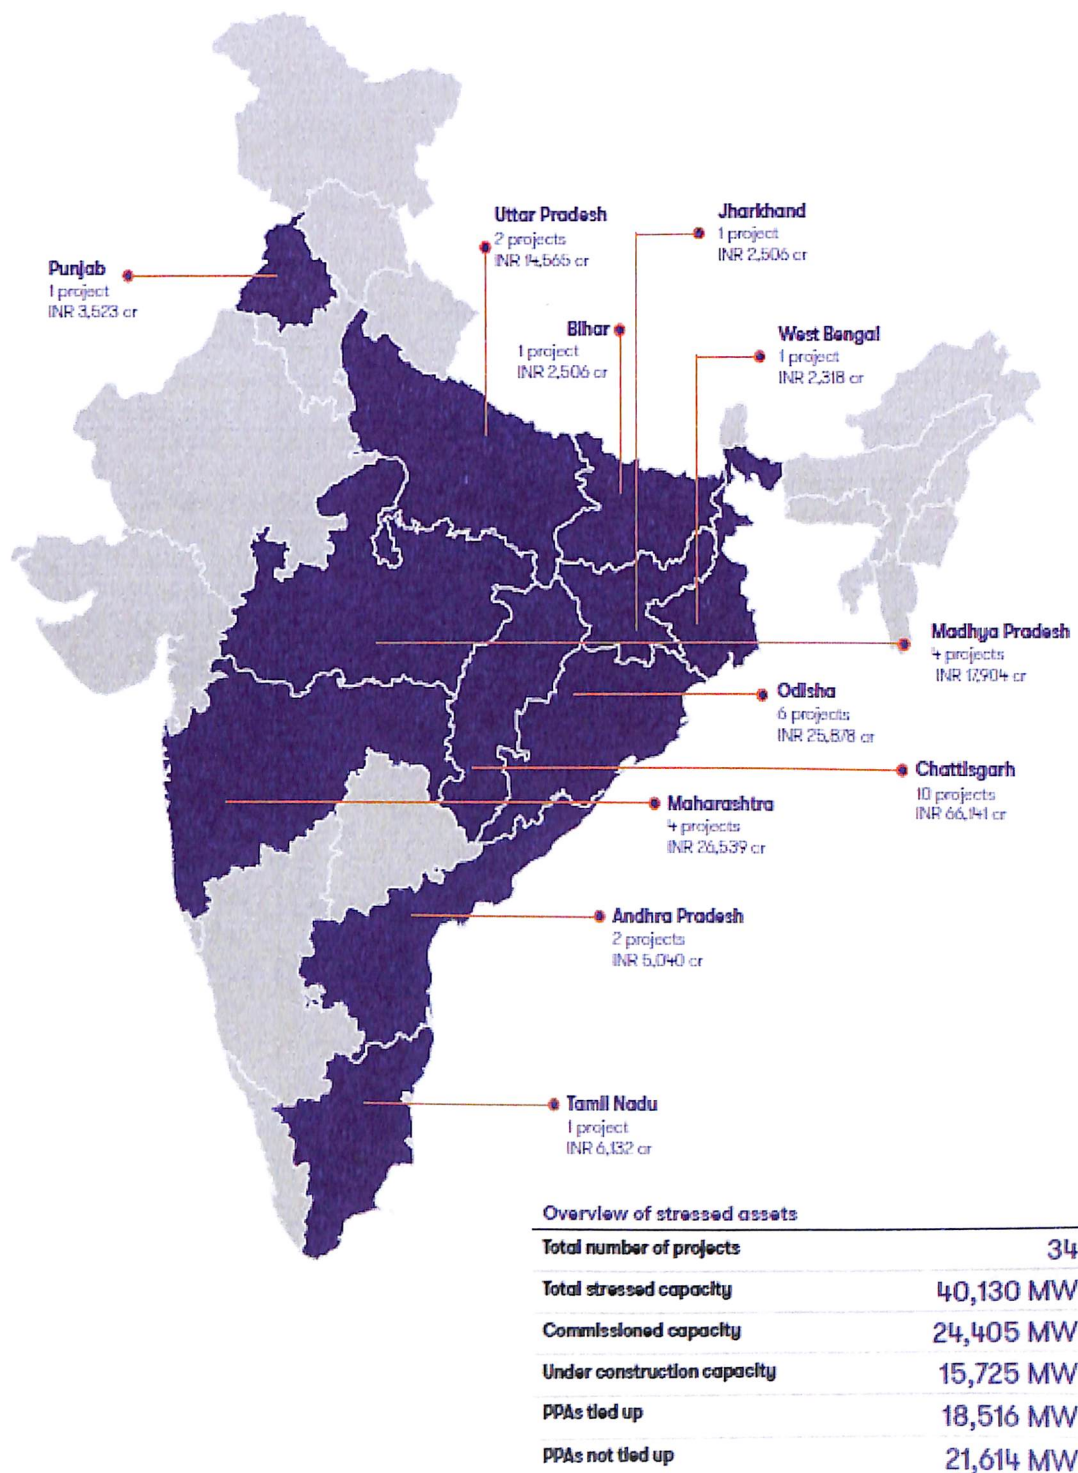 Uttar Pradesh
2 projects
INR 14,565 cr
Jharkhand
1 project
INR 2,506 cr
Punjab
1 project
INR 3,523 cr
Bihar
1 project
INR 2,506 cr
West Bengal
1 project
INR 2,318 cr
Madhya Pradesh
4 projects
INR 17,904 cr
Odisha
6 projects
INR 25,878 cr
Chattisgarh
10 projects
INR 66,141 cr
Maharashtra
4 projects
INR 26,539 cr
Andhra Pradesh
2 projects
INR 5,040 cr
Tamil Nadu
1 project
INR 6,132 cr
Overview of stressed assets
Total number of projects 34
Total stressed capacity 40,130 MW
Commissioned capacity 24,405 MW
Under construction capacity 15,725 MW
PPAs tied up 18,516 MW
PPAs not tied up 21,614 MW